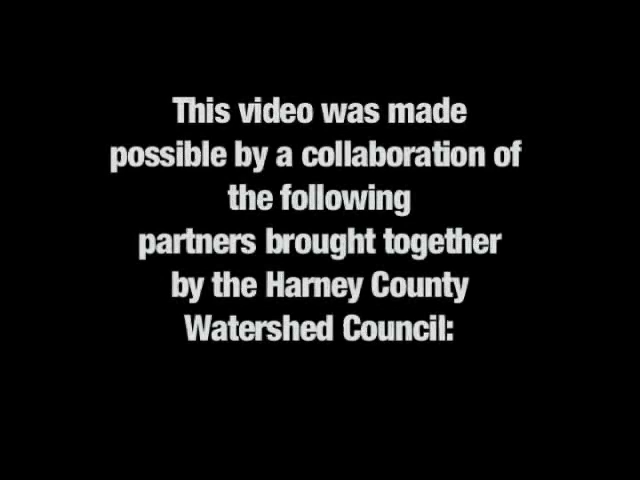 This video was made
possible by a collaboration of
the following
partners brought together
by the Harney County
Watershed Council: